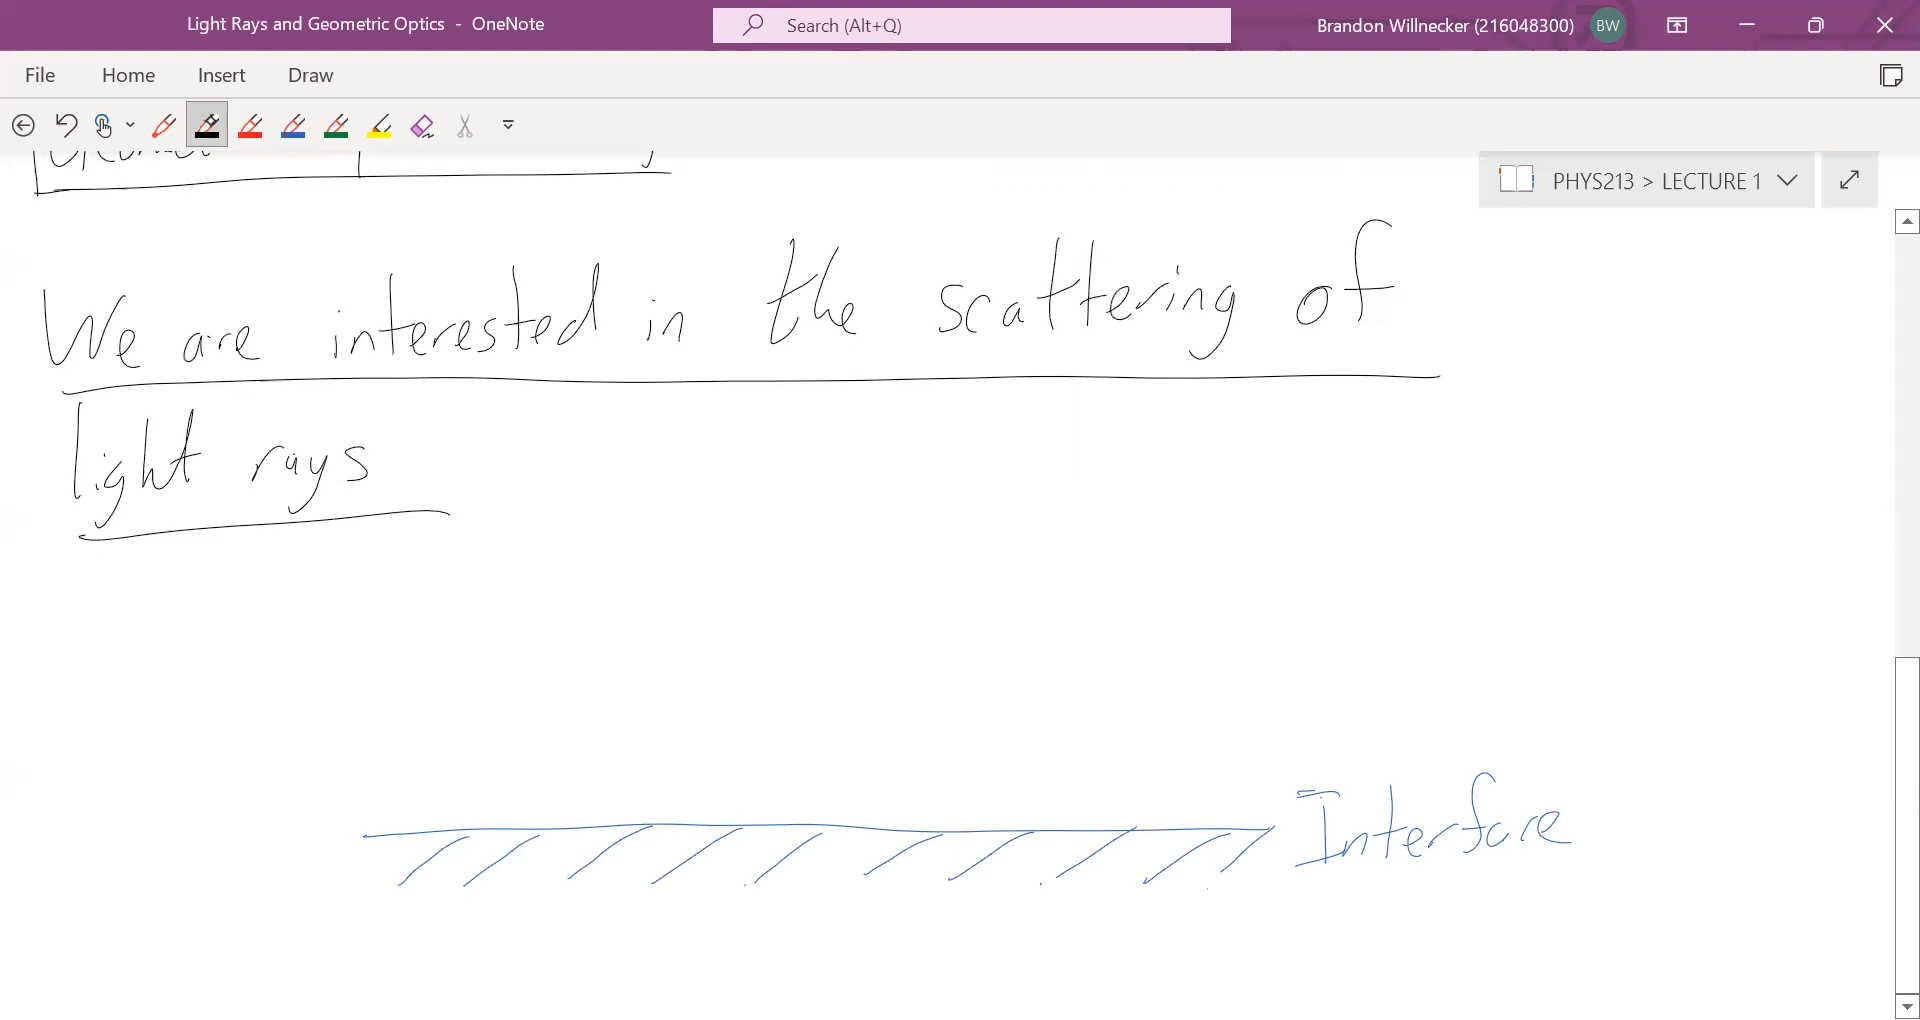 Light Rays and Geometric Optics - OneNote
Search (Alt+Q)
Brandon Willnecker (216048300)
BW
File Home Insert Draw
PHYS213 > LECTURE 1
We are interested in the scattering of
light rays
Interface